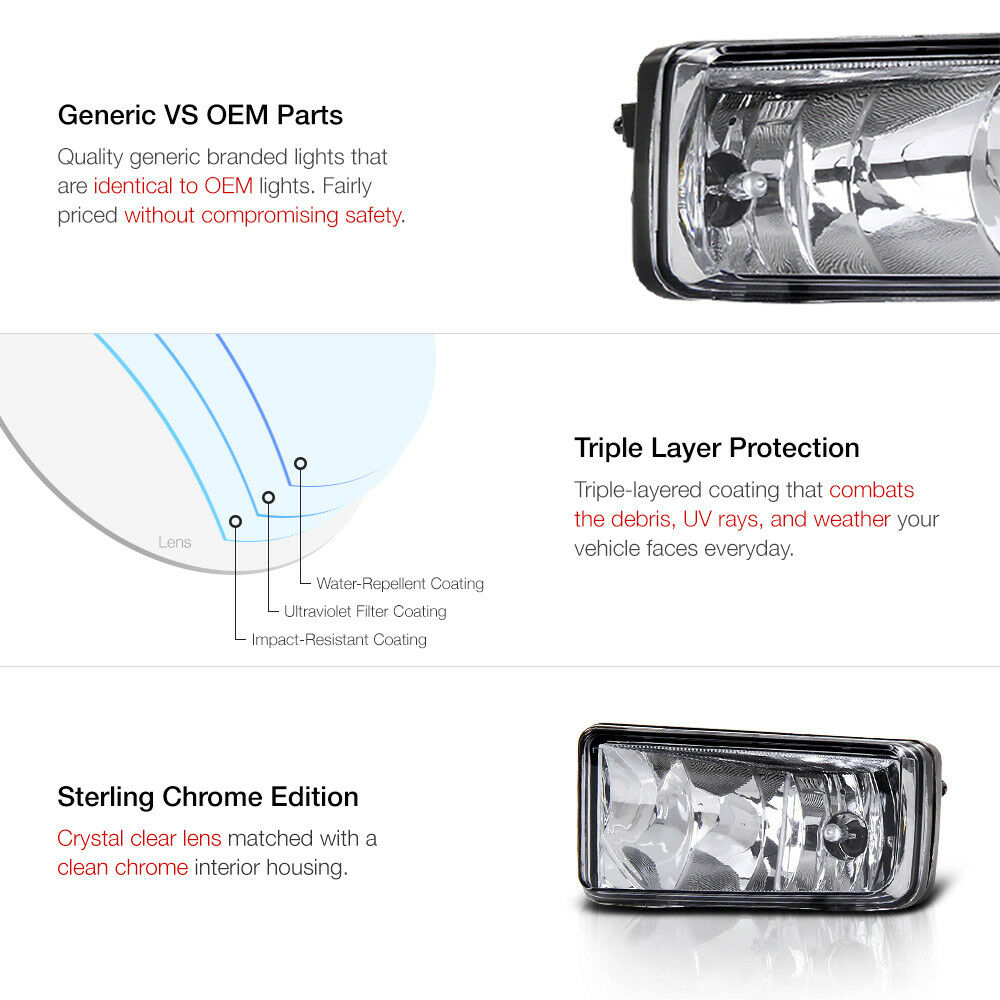 Generic VS OEM Parts
Quality generic branded lights that
are identical to OEM lights. Fairly
priced without compromising safety.
Lens
Water-Repellent Coating
Ultraviolet Filter Coating
Impact-Resistant Coating
Triple Layer Protection
Triple-layered coating that combats
the debris, UV rays, and weather your
vehicle faces everyday.
Sterling Chrome Edition
Crystal clear lens matched with a
clean chrome interior housing.